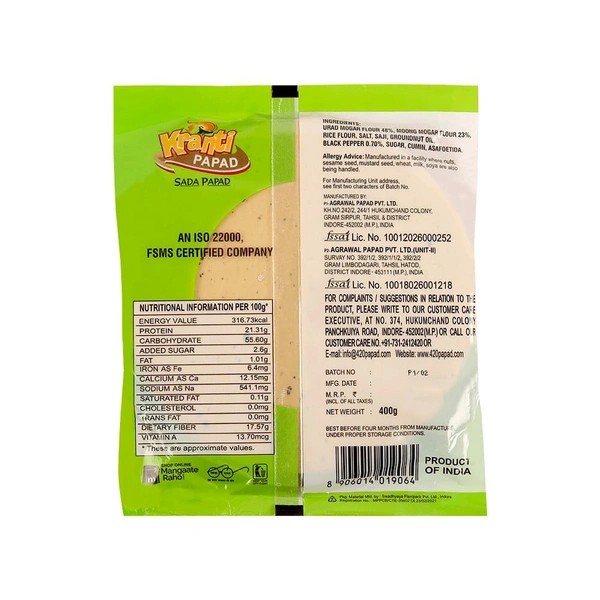 Kranti
PAPAD
SADA PAPAD
AN ISO 22000,
FSMS CERTIFIED COMPANY
NUTRITIONAL INFORMATION PER 100g*
ENERGY VALUE 316.73kcal
PROTEIN 21.31g
CARBOHYDRATE 55.60g
ADDED SUGAR 2.6g
FAT 1.01g
IRON AS Fe 6.4mg
CALCIUM AS Ca 12.15mg
SODIUM AS Na 541.1mg
SATURATED FAT 0.11g
CHOLESTEROL 0.0mg
TRANS FAT 0.0mg
DIETARY FIBER 17.57g
VITAMIN A 13.70mcg
*These are approximate values.
SHOP ONLINE
Mangaate
Raho!
INGREDIENTS:
URAD MOGAR FLOUR 48%, MOONG MOGAR FLOUR 23%,
RICE FLOUR, SALT, SAJI, GROUNDNUT OIL,
BLACK PEPPER 0.70%, SUGAR, CUMIN, ASAFOETIDA.
Allergy Advice: Manufactured in a facility where nuts,
sesame seed, mustard seed, wheat, milk, soya are also
being handled.
For Manufacturing Unit address,
see first two characters of Batch No.
MANUFACTURED BY:
P1-AGRAWAL PAPAD PVT. LTD.
KH.NO.242/2, 244/1 HUKUMCHAND COLONY,
GRAM SIRPUR, TAHSIL & DISTRICT
INDORE-452002 (M.P.), INDIA
fssai Lic. No. 10012026000252
P2-AGRAWAL PAPAD PVT. LTD.(UNIT-II)
SURVAY NO. 392/1/2, 392/1/1/2, 392/2/2
GRAM LIMBODAGARI, TAHSIL HATOD,
DISTRICT INDORE- 453111 (M.P.), INDIA
fssai Lic. No. 10018026001218
FOR COMPLAINTS / SUGGESTIONS IN RELATION TO THE
PRODUCT, PLEASE WRITE TO OUR CUSTOMER CARE
EXECUTIVE, AT NO. 374, HUKUMCHAND COLONY
PANCHKUIYA ROAD, INDORE-452002(M.P.) OR CALL OUR
CUSTOMER CARE NO. +91-731-2412420 OR
E-mail: info@420papad.com Website: www.420papad.com
BATCH NO : P1/02
MFG. DATE :
M.R.P. ₹ :
(INCL. OF ALL TAXES)
NET WEIGHT : 400g
BEST BEFORE FOUR MONTHS FROM MANUFACTURE
UNDER PROPER STORAGE CONDITIONS.
8 906014 019064
PRODUCT
OF INDIA